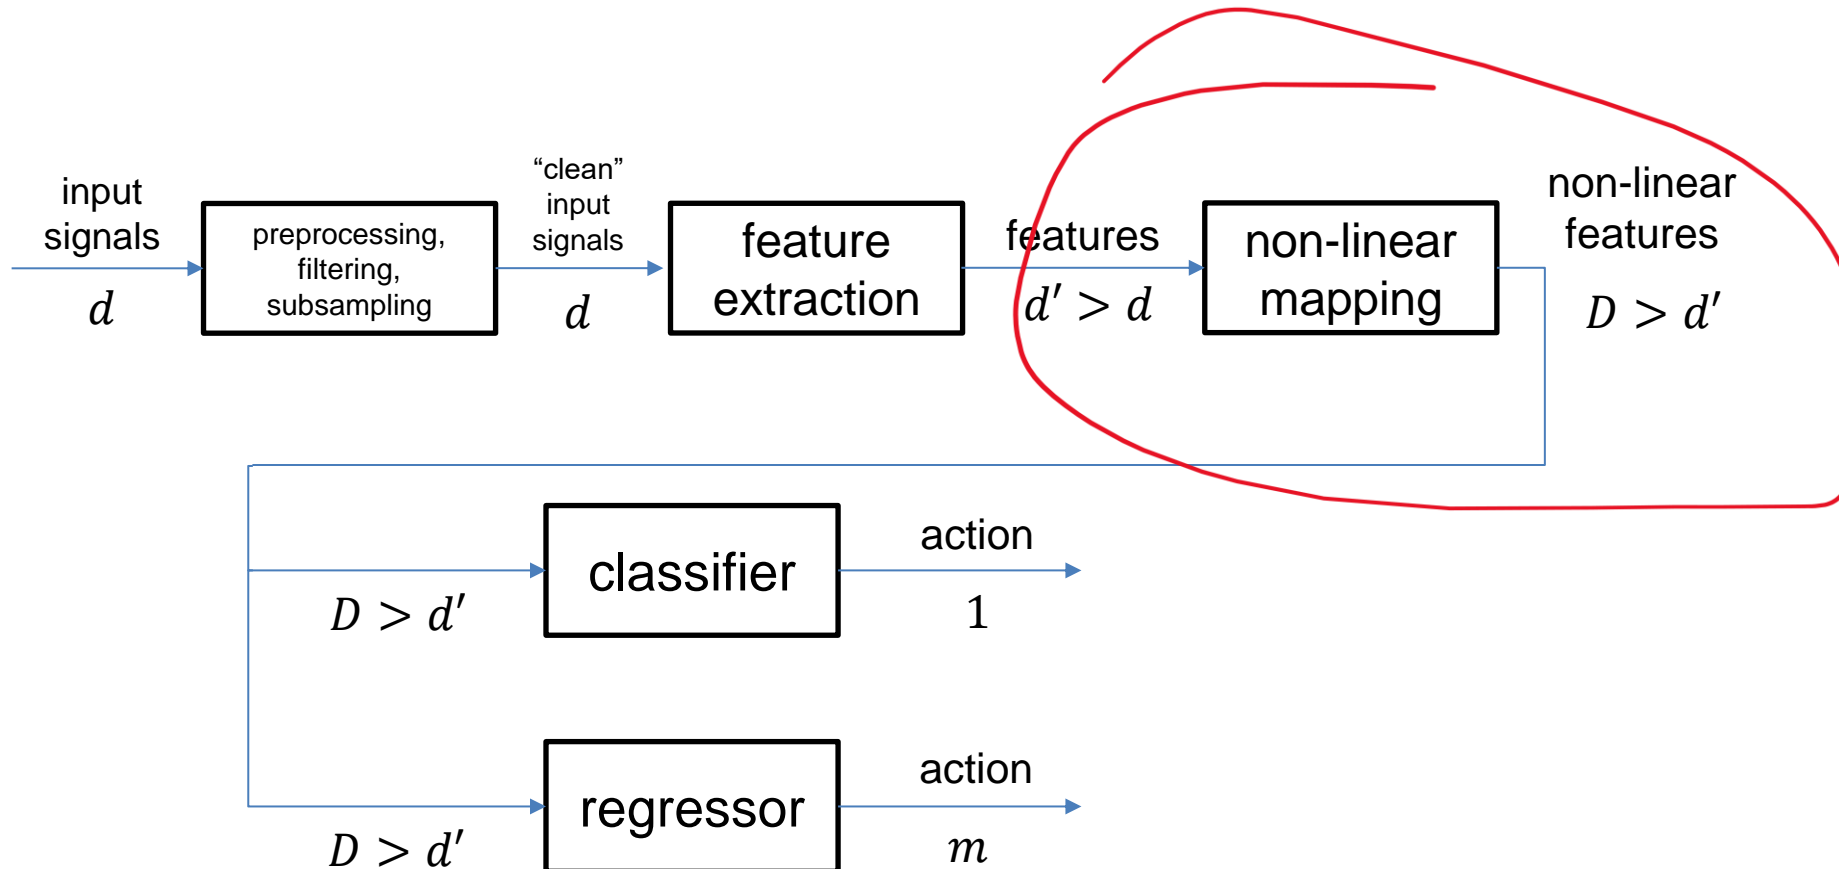 input
signals
d
preprocessing,
filtering,
subsampling
“clean”
input
signals
d
feature
extraction
features
d′ > d
non-linear
mapping
non-linear
features
D > d′
D > d′
classifier
action
1
D > d′
regressor
action
m